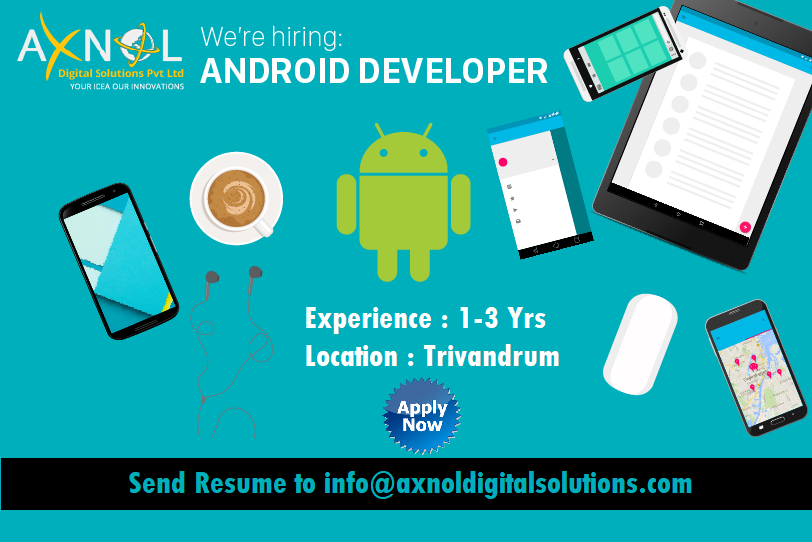 AXNOL
Digital Solutions Pvt Ltd
YOUR ICEA OUR INNOVATIONS
We're hiring:
ANDROID DEVELOPER
Experience : 1-3 Yrs
Location : Trivandrum
Apply
Now
Send Resume to info@axnoldigitalsolutions.com